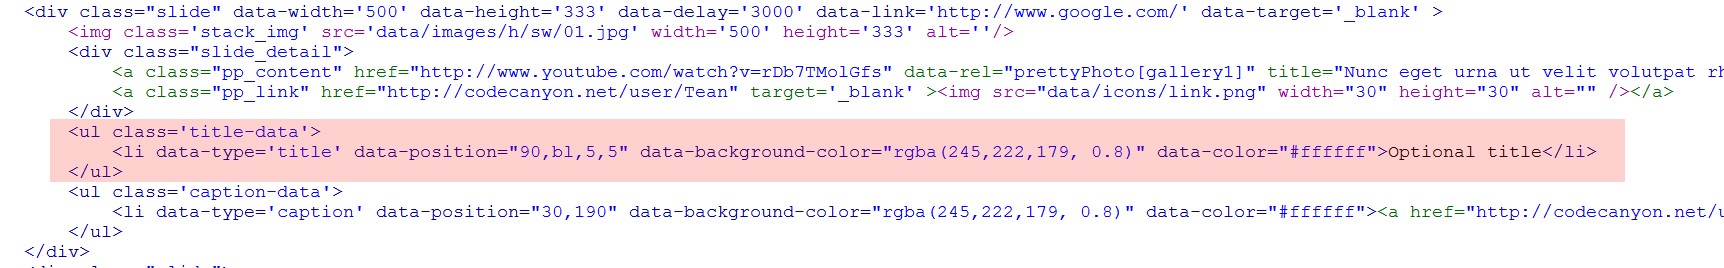 <div class="slide" data-width='500' data-height='333' data-delay='3000' data-link='http://www.google.com/' data-target='_blank' >
<img class='stack_img' src='data/images/h/sw/01.jpg' width='500' height='333' alt=''/>
<div class="slide_detail">
<a class="pp_content" href="http://www.youtube.com/watch?v=rDb7TMolGfs" data-rel="prettyPhoto[gallery1]" title="Nunc eget urna ut velit volutpat rh
<a class="pp_link" href="http://codecanyon.net/user/Tean" target='_blank' ><img src="data/icons/link.png" width="30" height="30" alt="" /></a>
</div>
<ul class='title-data'>
<li data-type='title' data-position="90,bl,5,5" data-background-color="rgba(245,222,179, 0.8)" data-color="#ffffff">Optional title</li>
</ul>
<ul class='caption-data'>
<li data-type='caption' data-position="30,190" data-background-color="rgba(245,222,179, 0.8)" data-color="#ffffff"><a href="http://codecanyon.net/u
</ul>
</div>